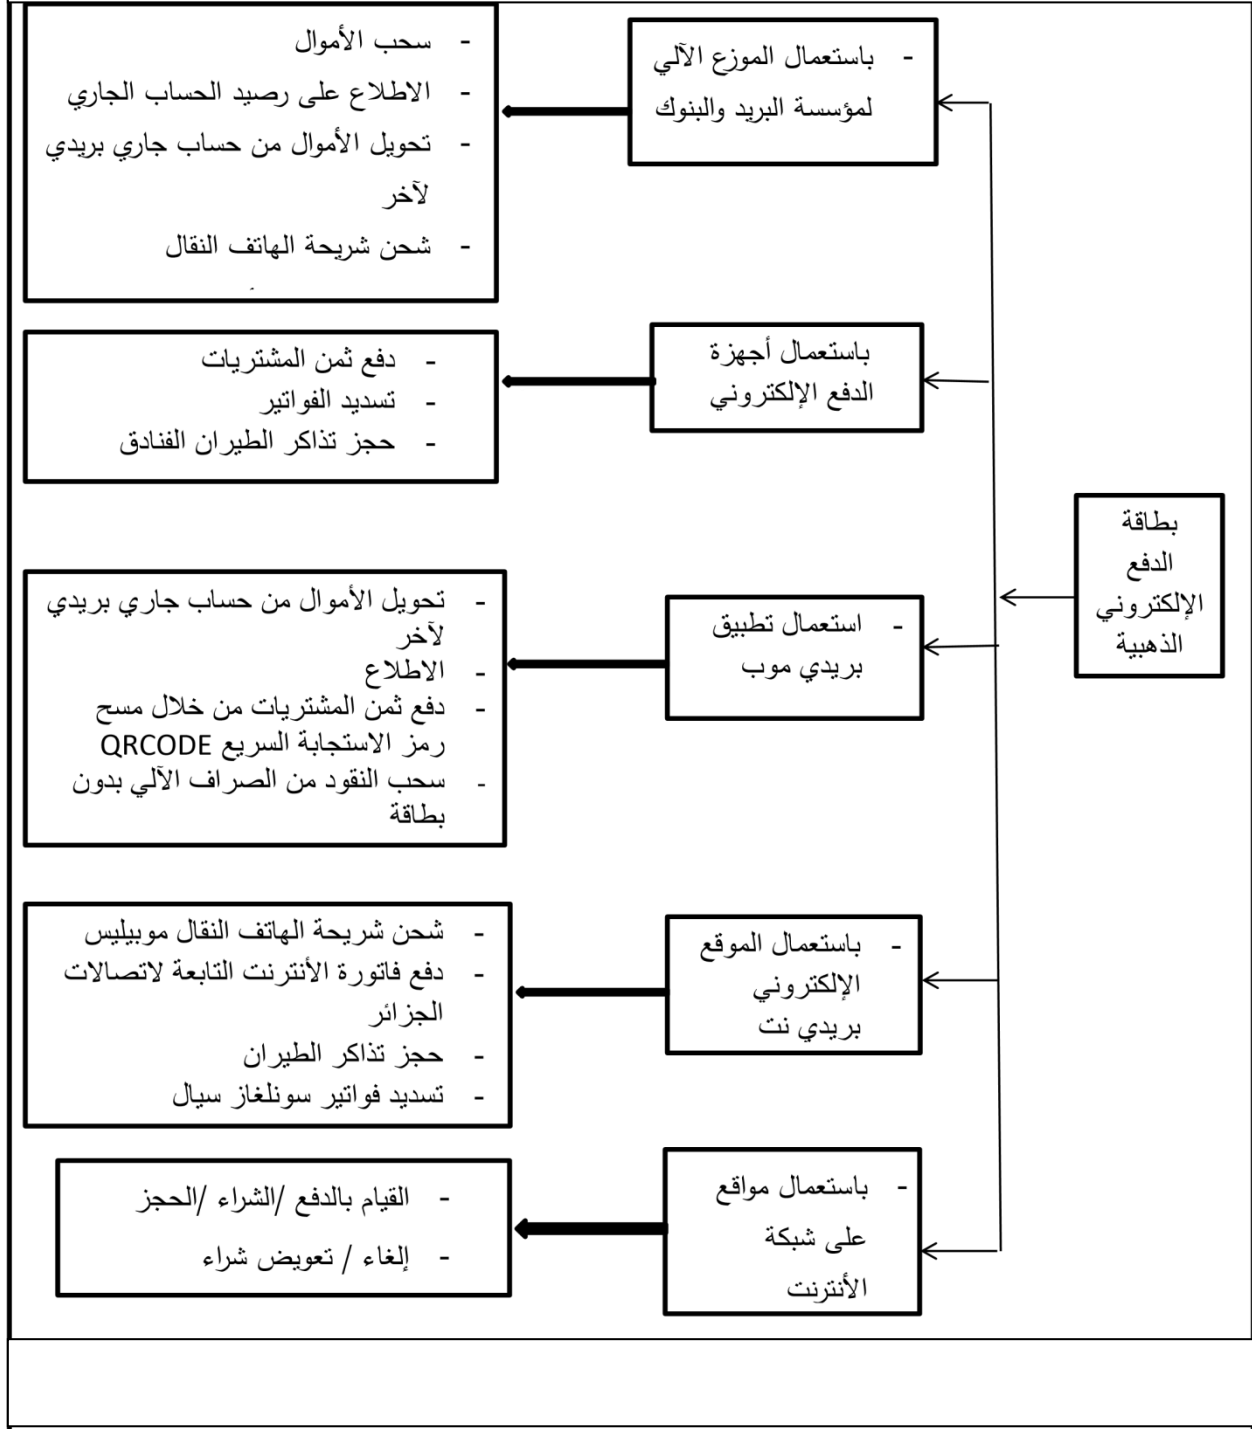 بطاقة
الدفع
الإلكتروني
الذهبية
- باستعمال الموزع الآلي
لمؤسسة البريد والبنوك
- سحب الأموال
- الاطلاع على رصيد الحساب الجاري
- تحويل الأموال من حساب جاري بريدي
لآخر
- شحن شريحة الهاتف النقال
باستعمال أجهزة
الدفع الإلكتروني
- دفع ثمن المشتريات
- تسديد الفواتير
- حجز تذاكر الطيران الفنادق
- استعمال تطبيق
بريدي موب
- تحويل الأموال من حساب جاري بريدي
لآخر
- الاطلاع
- دفع ثمن المشتريات من خلال مسح
رمز الاستجابة السريع QRCODE
- سحب النقود من الصراف الآلي بدون
بطاقة
- باستعمال الموقع
الإلكتروني
بريدي نت
- شحن شريحة الهاتف النقال موبيليس
- دفع فاتورة الأنترنت التابعة لاتصالات
الجزائر
- حجز تذاكر الطيران
- تسديد فواتير سونلغاز سيال
- باستعمال مواقع
على شبكة
الأنترنت
- القيام بالدفع /الشراء /الحجز
- إلغاء / تعويض شراء